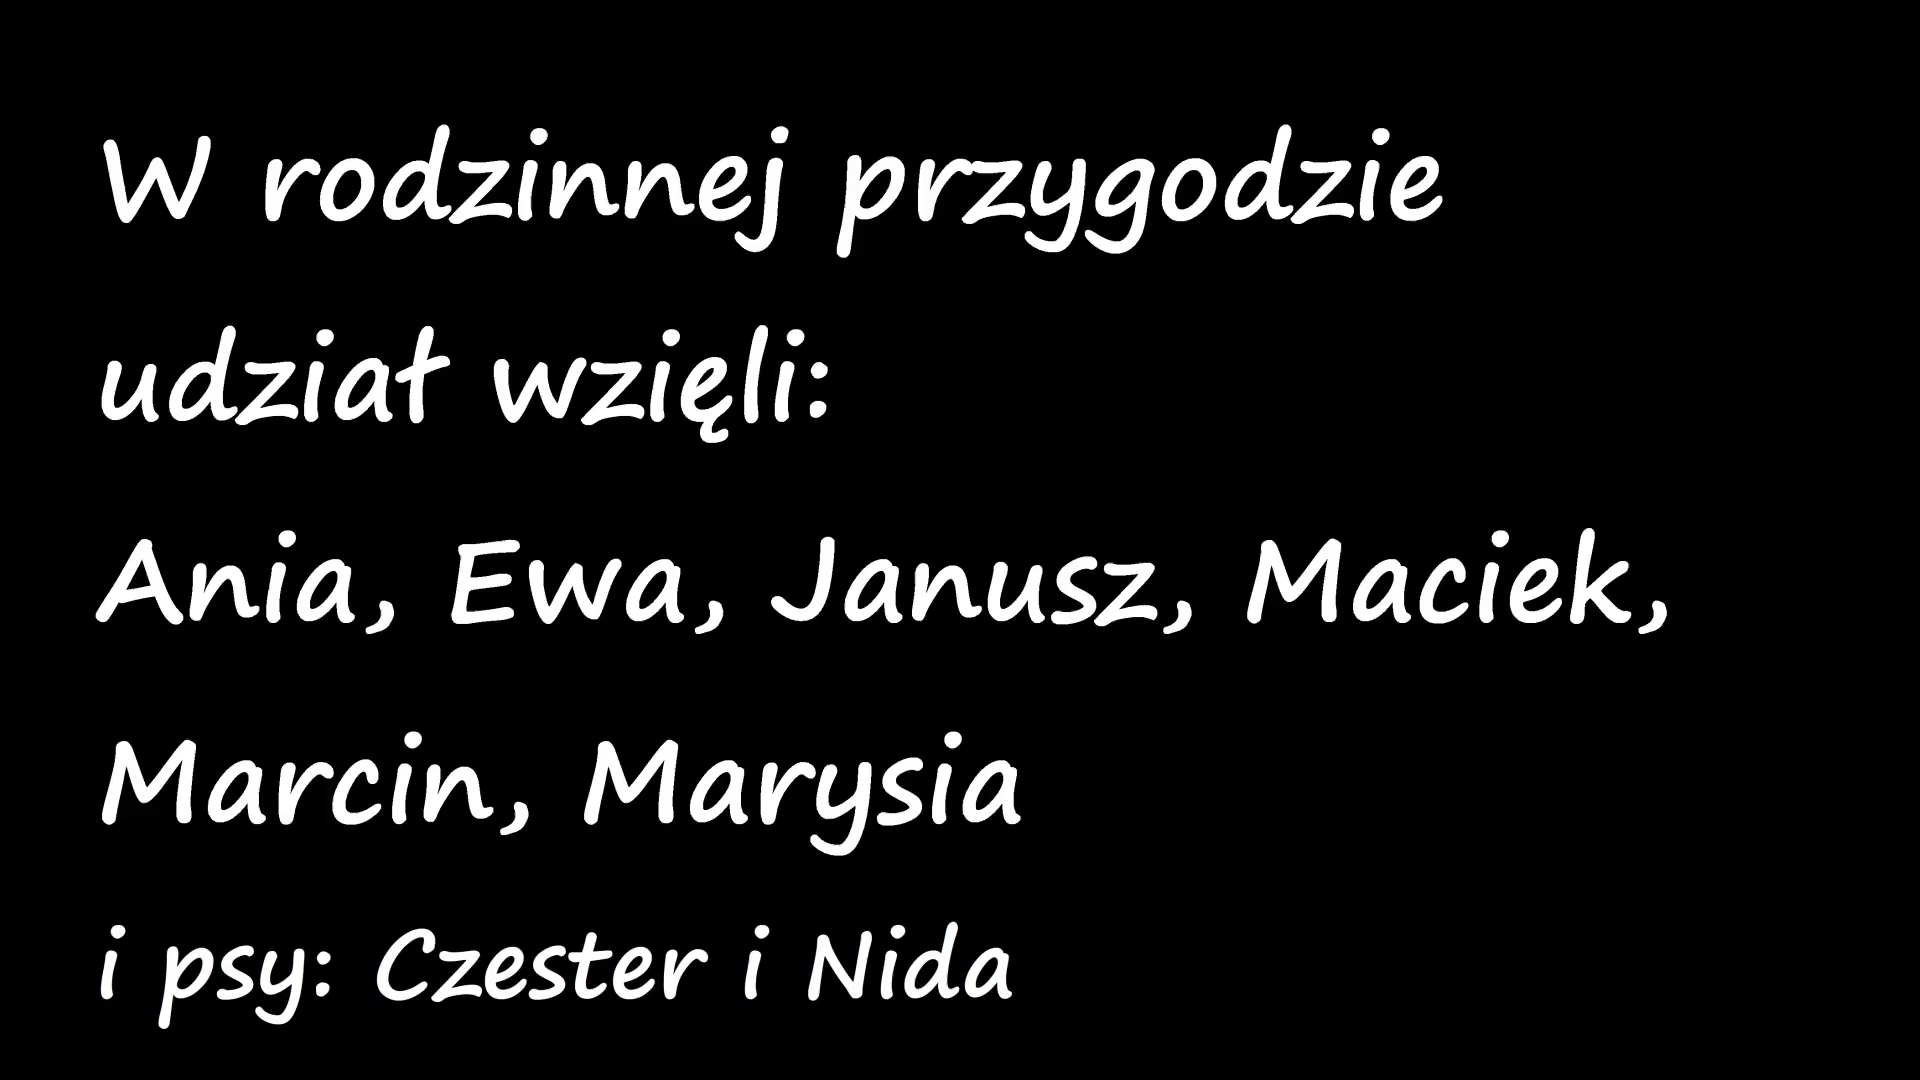 W rodzinnej przygodzie
udział wzięli:
Ania, Ewa, Janusz, Maciek,
Marcin, Marysia
i psy: Czester i Nida